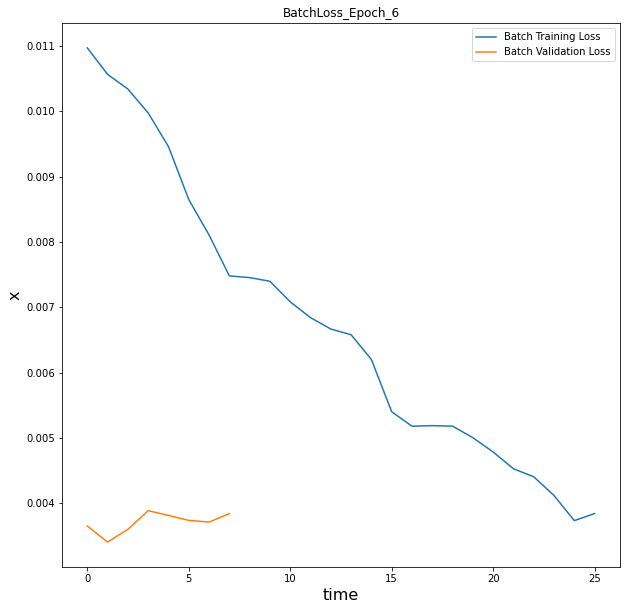 BatchLoss_Epoch_6
Batch Training Loss
Batch Validation Loss
0.011
0.010
0.009
0.008
0.007
0.006
0.005
0.004
x
0 5 10 15 20 25
time